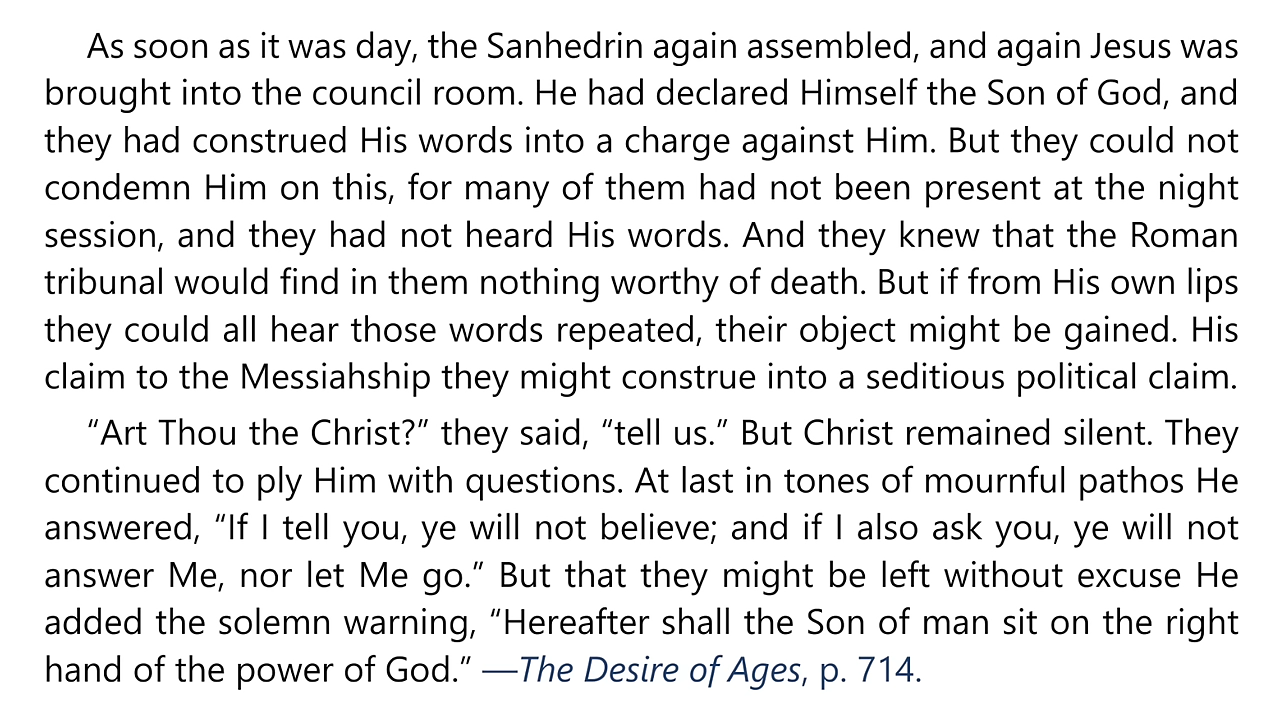 As soon as it was day, the Sanhedrin again assembled, and again Jesus was
brought into the council room. He had declared Himself the Son of God, and
they had construed His words into a charge against Him. But they could not
condemn Him on this, for many of them had not been present at the night
session, and they had not heard His words. And they knew that the Roman
tribunal would find in them nothing worthy of death. But if from His own lips
they could all hear those words repeated, their object might be gained. His
claim to the Messiahship they might construe into a seditious political claim.
“Art Thou the Christ?” they said, “tell us.” But Christ remained silent. They
continued to ply Him with questions. At last in tones of mournful pathos He
answered, “If I tell you, ye will not believe; and if I also ask you, ye will not
answer Me, nor let Me go.” But that they might be left without excuse He
added the solemn warning, “Hereafter shall the Son of man sit on the right
hand of the power of God.” —The Desire of Ages, p. 714.